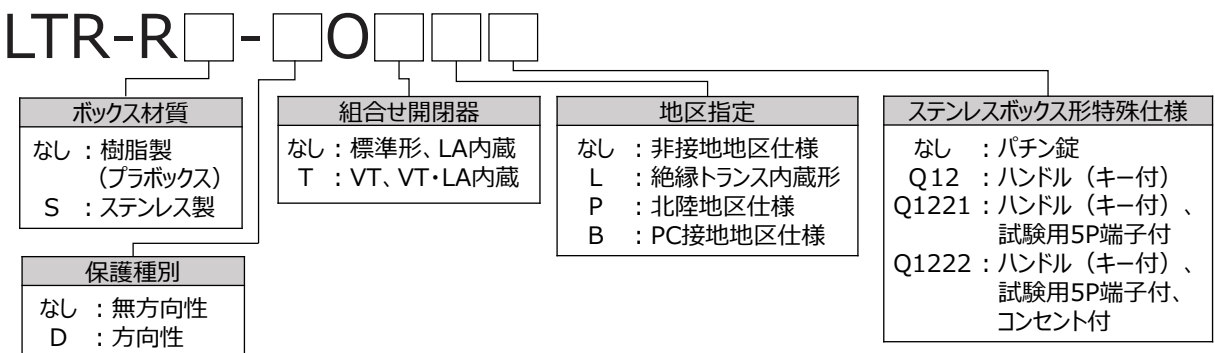 LTR-R□-□O□□□
ボックス材質
なし：樹脂製
（プラボックス）
S：ステンレス製
保護種別
なし：無方向性
D：方向性
組合せ開閉器
なし：標準形、LA内蔵
T：VT、VT･LA内蔵
地区指定
なし：非接地地区仕様
L：絶縁トランス内蔵形
P：北陸地区仕様
B：PC接地地区仕様
ステンレスボックス形特殊仕様
なし：パチン錠
Q12：ハンドル（キー付）
Q1221：ハンドル（キー付）、
試験用5P端子付
Q1222：ハンドル（キー付）、
試験用5P端子付、
コンセント付